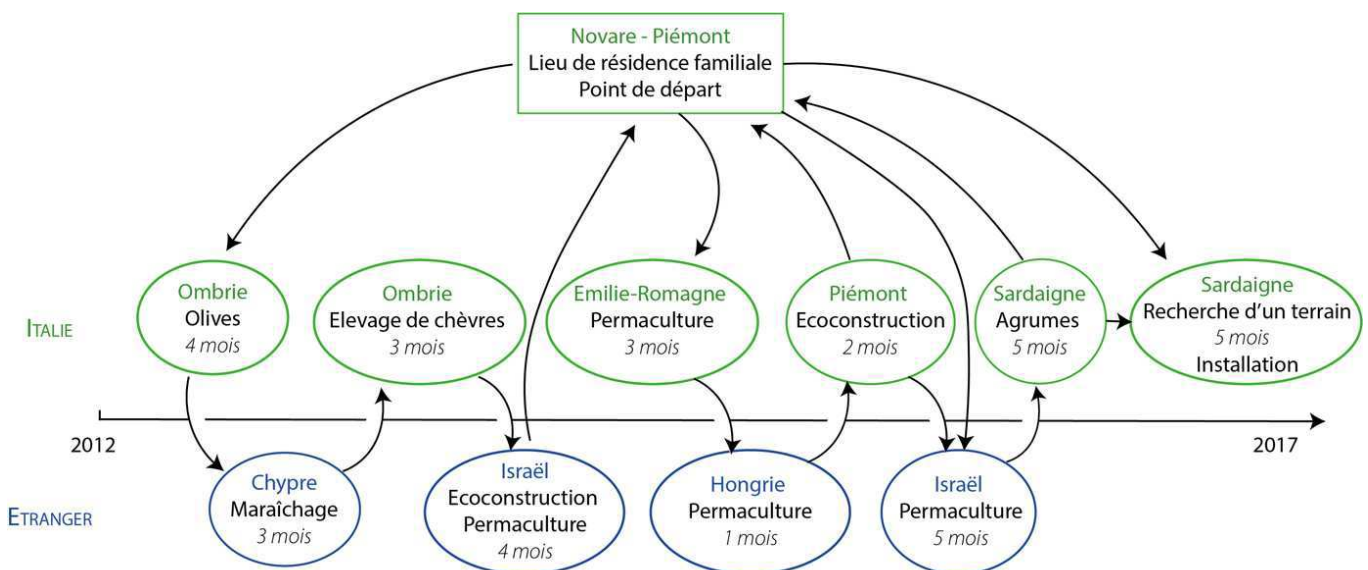 Novare - Piémont
Lieu de résidence familiale
Point de départ
ITALIE
Ombrie
Olives
4 mois
Ombrie
Elevage de chèvres
3 mois
Emilie-Romagne
Permaculture
3 mois
Piémont
Ecoconstruction
2 mois
Sardaigne
Agrumes
5 mois
Sardaigne
Recherche d'un terrain
5 mois
Installation
2012
2017
ETRANGER
Chypre
Maraîchage
3 mois
Israël
Ecoconstruction
Permaculture
4 mois
Hongrie
Permaculture
1 mois
Israël
Permaculture
5 mois